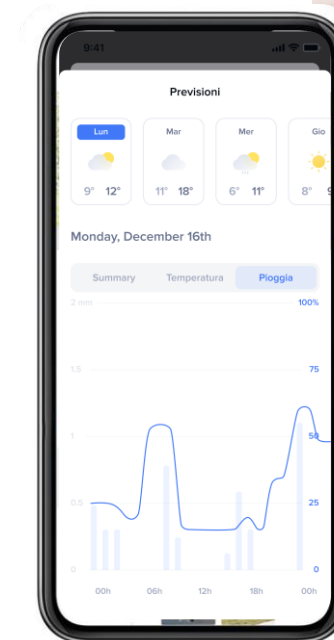 9:41
Previsioni
Lun Mar Mer Gio
9° 12° 11° 18° 6° 11° 8° 9
Monday, December 16th
Summary Temperatura Pioggia
2 mm 100%
1.5 75
1 50
0.5 25
0 0
00h 06h 12h 18h 00h